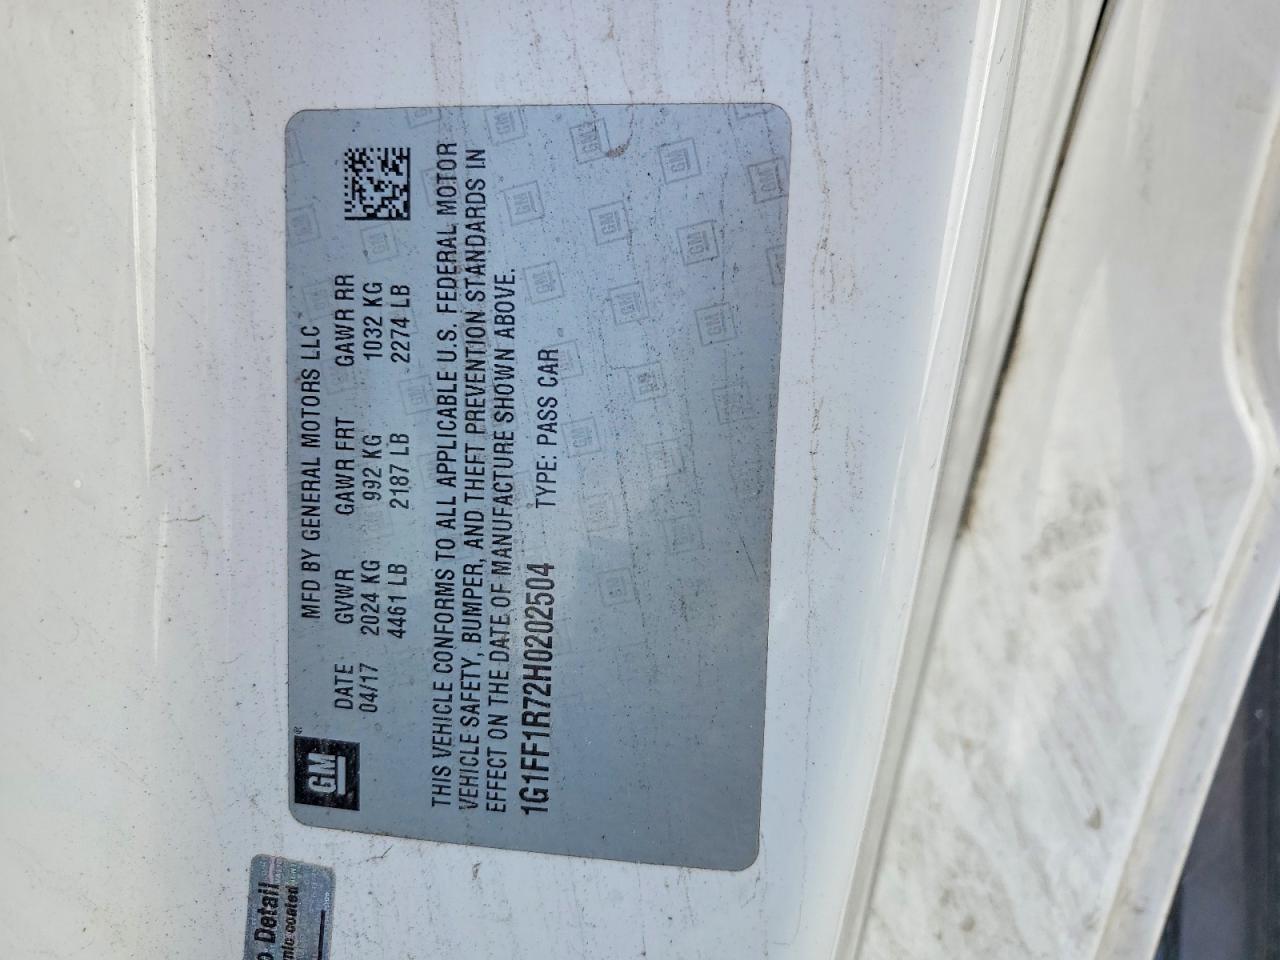 GM®
MFD BY GENERAL MOTORS LLC
DATE GVWR GAWR FRT GAWR RR
04/17 2024 KG 992 KG 1032 KG
4461 LB 2187 LB 2274 LB
THIS VEHICLE CONFORMS TO ALL APPLICABLE U.S. FEDERAL MOTOR
VEHICLE SAFETY, BUMPER, AND THEFT PREVENTION STANDARDS IN
EFFECT ON THE DATE OF MANUFACTURE SHOWN ABOVE.
1G1FF1R72H0202504 TYPE: PASS CAR
Detail
coated